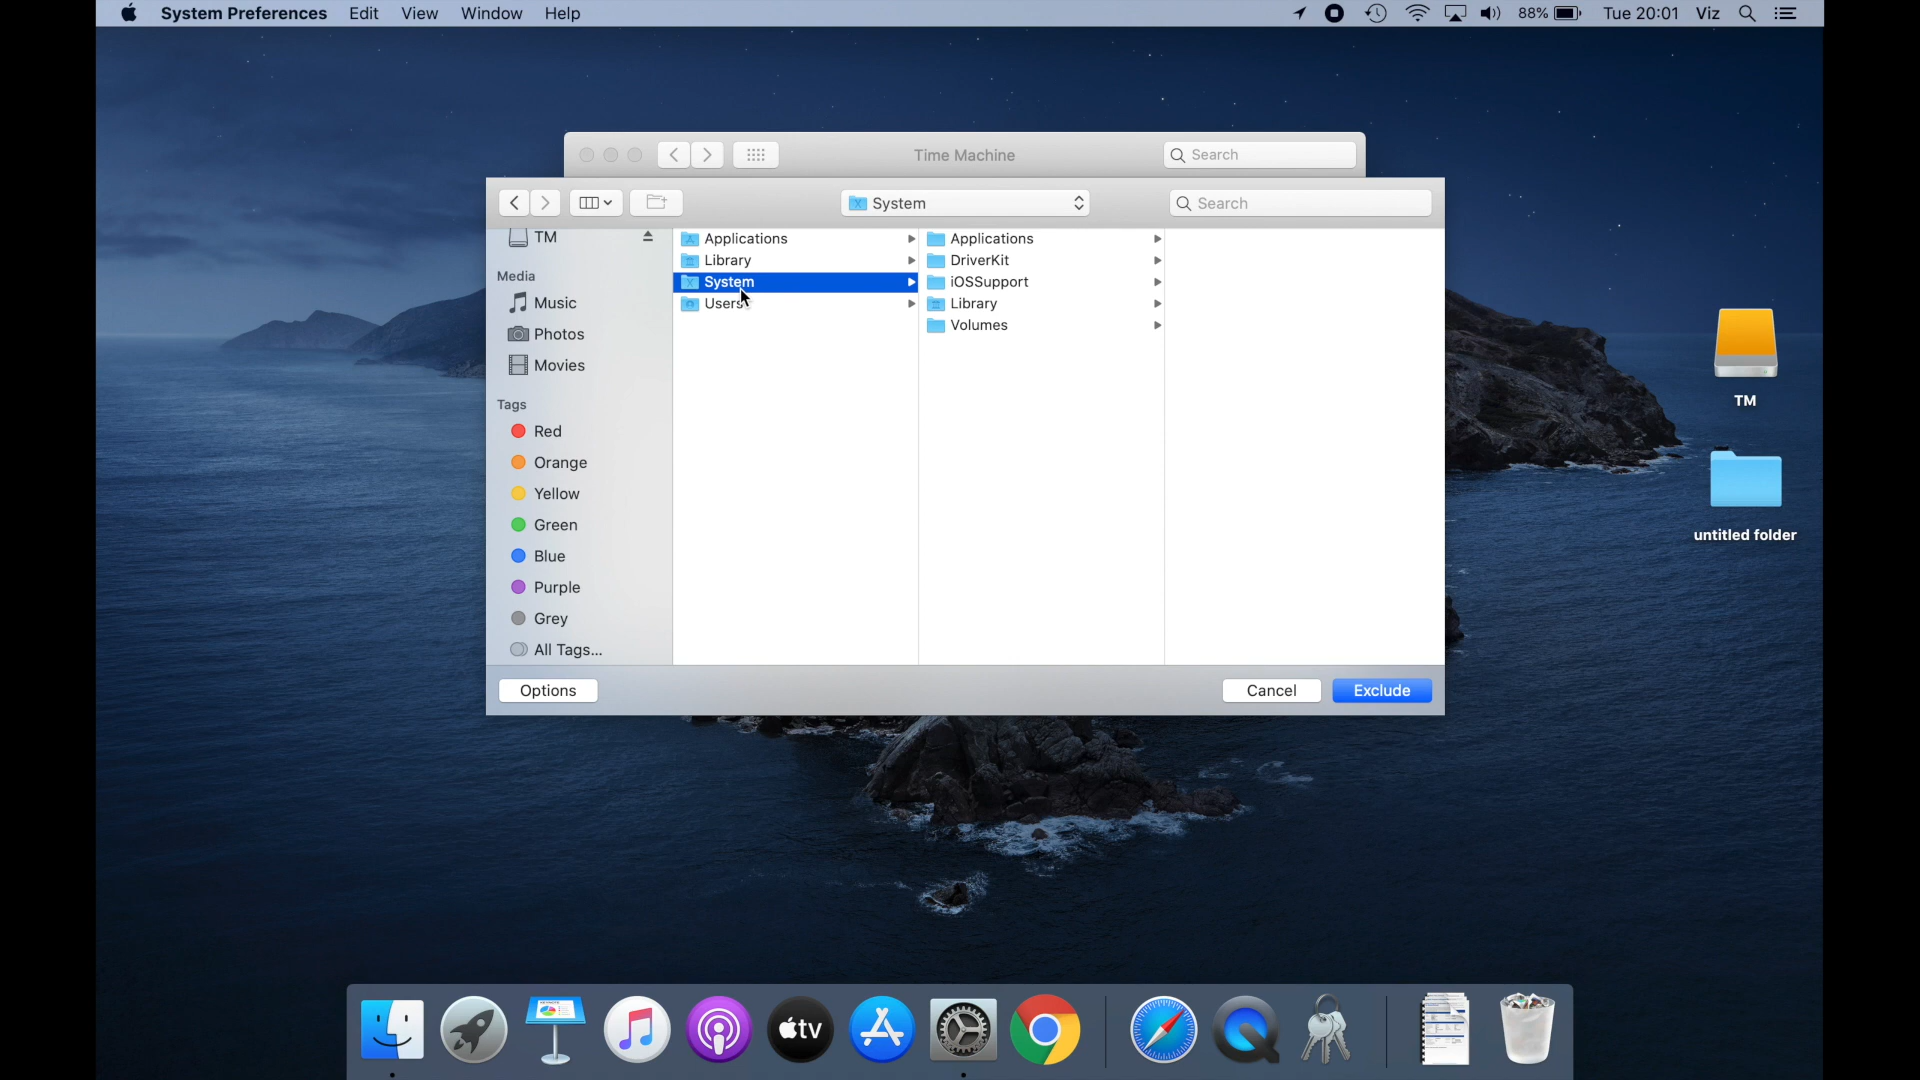 System Preferences Edit View Window Help 88% Tue 20:01 Viz
Time Machine Search
System Search
TM
Media
Music
Photos
Movies
Tags
Red
Orange
Yellow
Green
Blue
Purple
Grey
All Tags...
Applications
Library
System
Users
Applications
DriverKit
iOSSupport
Library
Volumes
Options Cancel Exclude
TM
untitled folder
tv